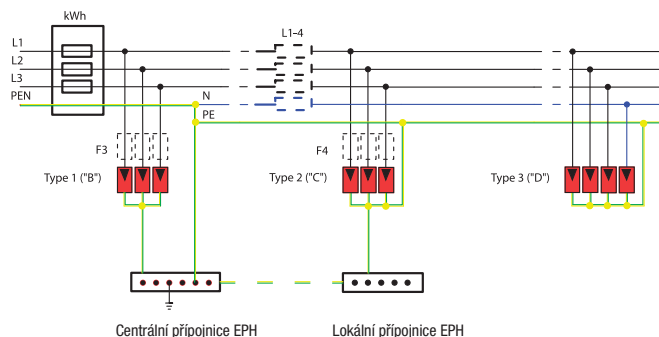 kWh
L1-4
L1
L2
L3
PEN
N
PE
F3
F4
Type 1 ("B")
Type 2 ("C")
Type 3 ("D")
Centrální přípojnice EPH
Lokální přípojnice EPH